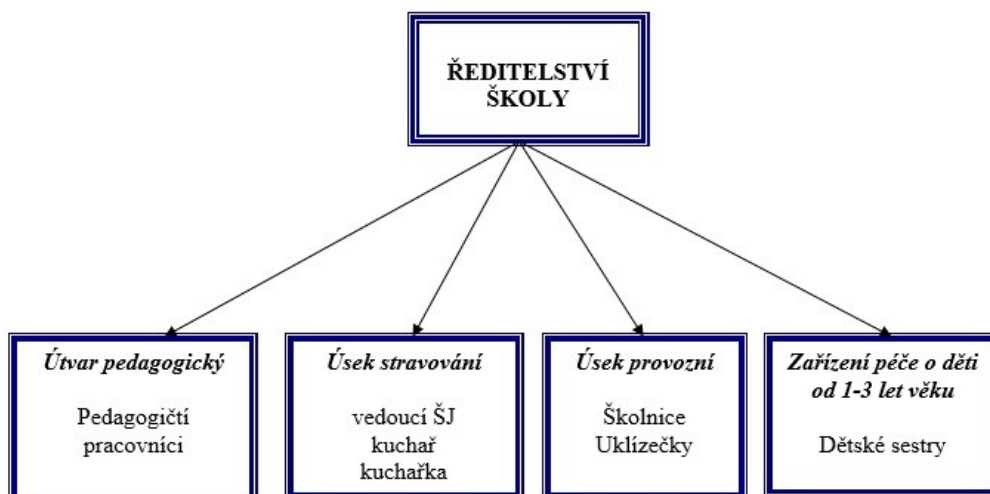 ŘEDITELSTVÍ
ŠKOLY
Útvar pedagogický
Pedagogičtí
pracovníci
Úsek stravování
vedoucí ŠJ
kuchař
kuchařka
Úsek provozní
Školnice
Uklízečky
Zařízení péče o děti
od 1-3 let věku
Dětské sestry